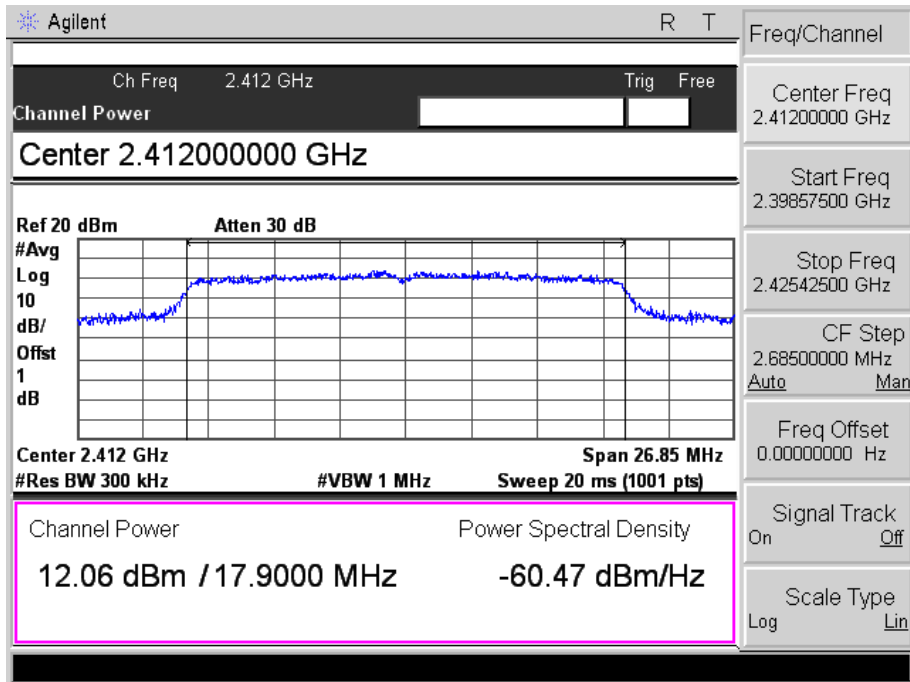 Agilent R T
Ch Freq 2.412 GHz Trig Free
Channel Power
Center 2.412000000 GHz
Ref 20 dBm Atten 30 dB
#Avg
Log
10
dB/
Offst
1
dB
Center 2.412 GHz Span 26.85 MHz
#Res BW 300 kHz #VBW 1 MHz Sweep 20 ms (1001 pts)
Channel Power Power Spectral Density
12.06 dBm / 17.9000 MHz -60.47 dBm/Hz
Freq/Channel
Center Freq
2.41200000 GHz
Start Freq
2.39857500 GHz
Stop Freq
2.42542500 GHz
CF Step
2.68500000 MHz
Auto Man
Freq Offset
0.00000000 Hz
Signal Track
On Off
Scale Type
Log Lin